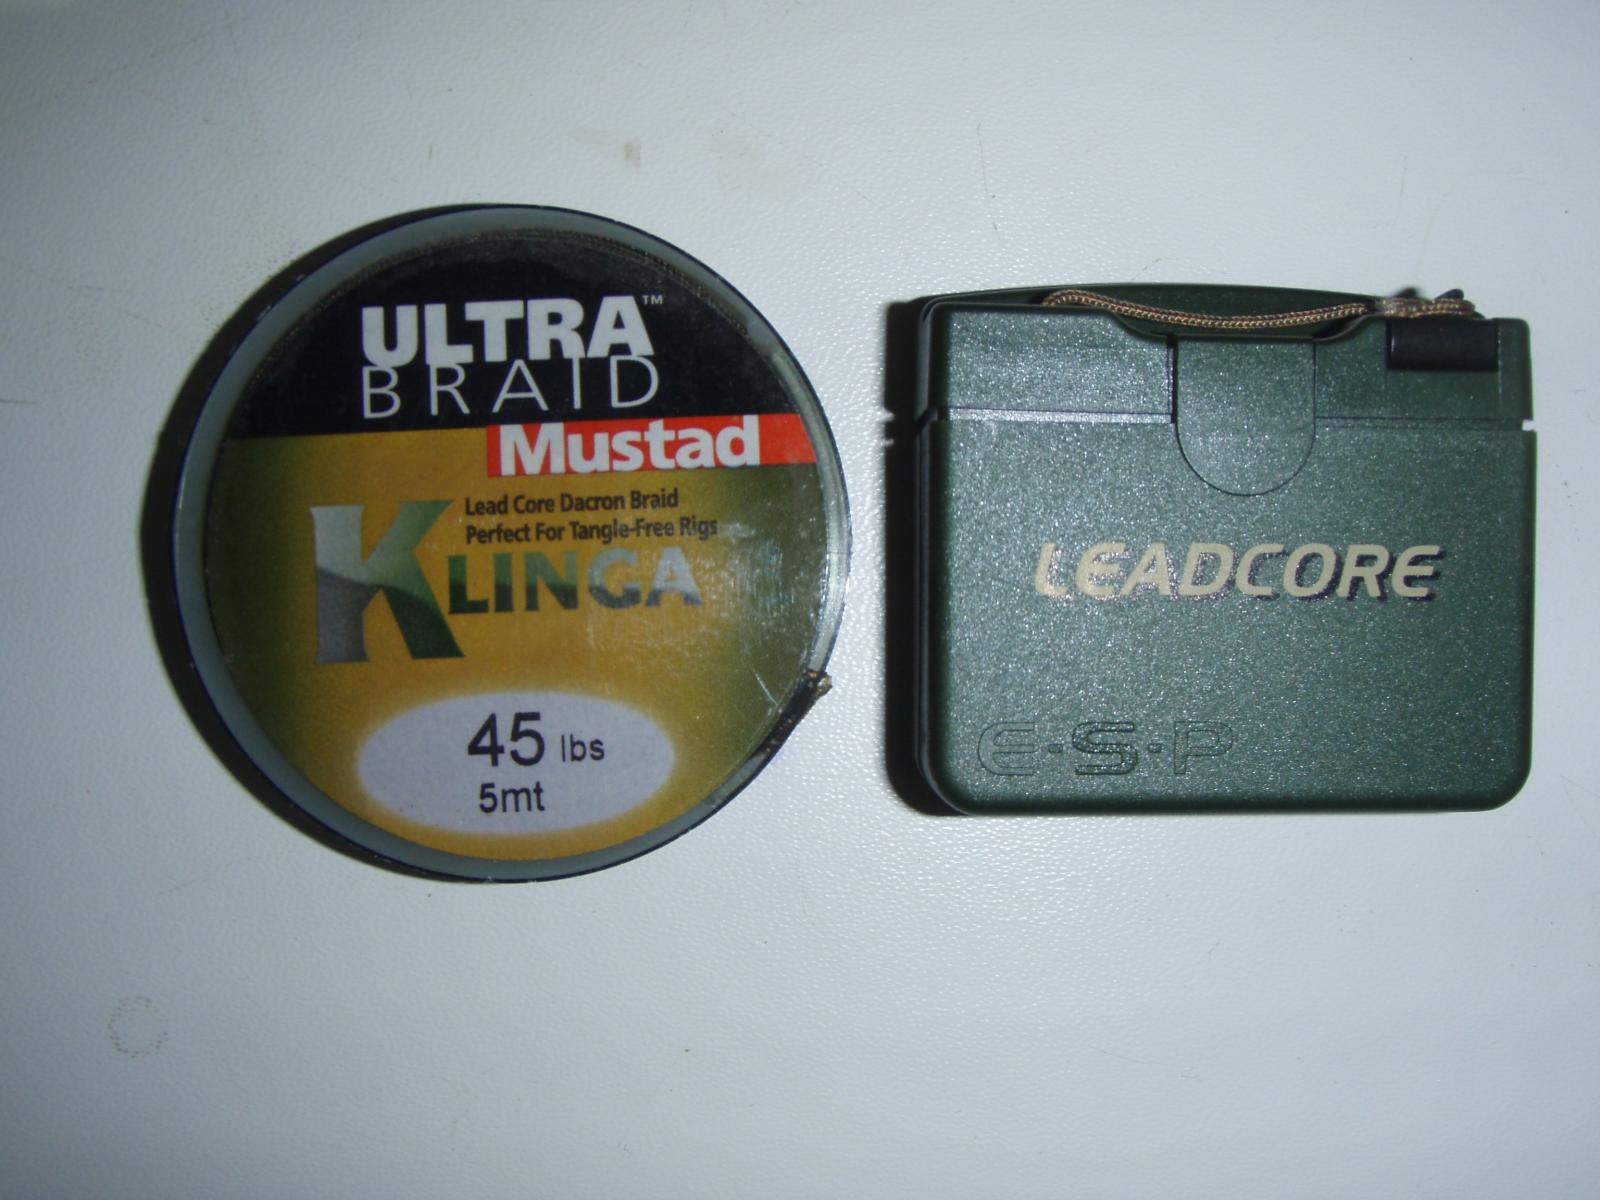 ULTRA™
BRAID
Mustad
Lead Core Dacron Braid
Perfect For Tangle-Free Rigs
KLINGA
45 lbs
5mt
LEADCORE
E·S·P